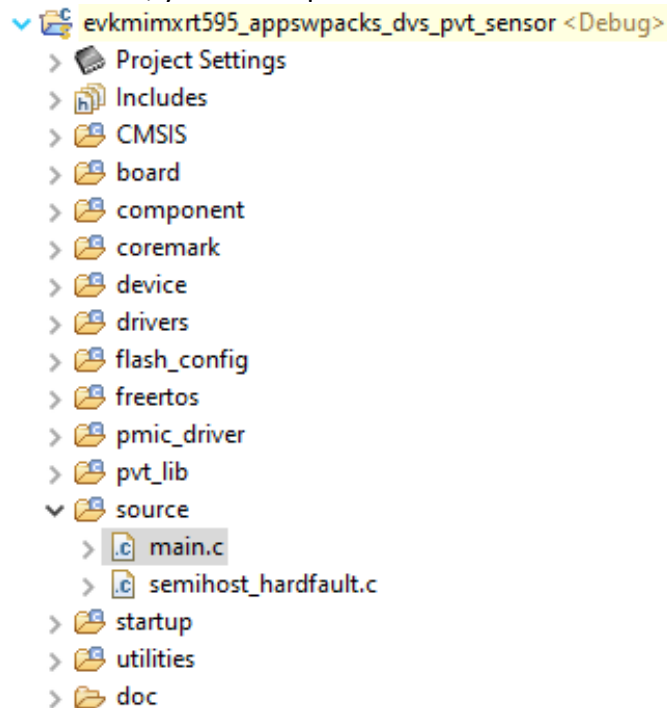 evkmimxrt595_appswpacks_dvs_pvt_sensor <Debug>
Project Settings
Includes
CMSIS
board
component
coremark
device
drivers
flash_config
freertos
pmic_driver
pvt_lib
source
main.c
semihost_hardfault.c
startup
utilities
doc